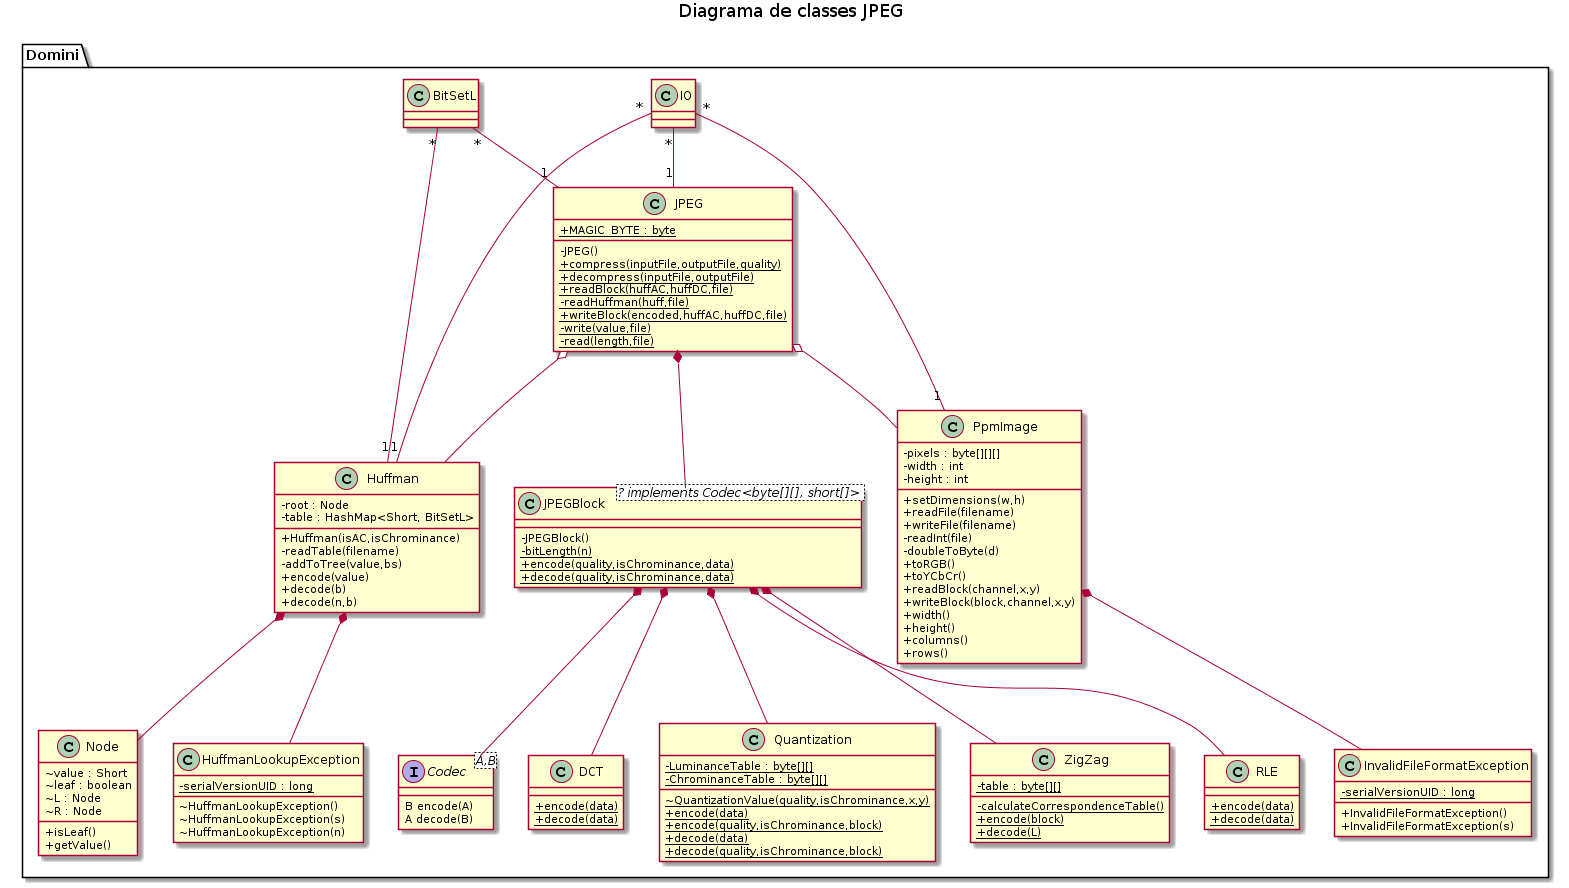 Diagrama de classes JPEG
Domini
C BitSetL
C IO
*
*
*
*
*
1
1
C JPEG
+MAGIC_BYTE : byte
-JPEG()
+compress(inputFile,outputFile,quality)
+decompress(inputFile,outputFile)
+readBlock(huffAC,huffDC,file)
-readHuffman(huff,file)
+writeBlock(encoded,huffAC,huffDC,file)
-write(value,file)
-read(length,file)
1
1
1
C Huffman
-root : Node
-table : HashMap<Short, BitSetL>
+Huffman(isAC,isChrominance)
-readTable(filename)
-addToTree(value,bs)
+encode(value)
+decode(b)
+decode(n,b)
C JPEGBlock
? implements Codec<byte[][], short[]>
-JPEGBlock()
-bitLength(n)
+encode(quality,isChrominance,data)
+decode(quality,isChrominance,data)
C PpmImage
-pixels : byte[][][]
-width : int
-height : int
+setDimensions(w,h)
+readFile(filename)
+writeFile(filename)
-readInt(file)
-doubleToByte(d)
+toRGB()
+toYCbCr()
+readBlock(channel,x,y)
+writeBlock(block,channel,x,y)
+width()
+height()
+columns()
+rows()
C Node
~value : Short
~leaf : boolean
~L : Node
~R : Node
+isLeaf()
+getValue()
C HuffmanLookupException
-serialVersionUID : long
~HuffmanLookupException()
~HuffmanLookupException(s)
~HuffmanLookupException(n)
I Codec
A,B
B encode(A)
A decode(B)
C DCT
+encode(data)
+decode(data)
C Quantization
-LuminanceTable : byte[][]
-ChrominanceTable : byte[][]
~QuantizationValue(quality,isChrominance,x,y)
+encode(data)
+encode(quality,isChrominance,block)
+decode(data)
+decode(quality,isChrominance,block)
C ZigZag
-table : byte[][]
-calculateCorrespondenceTable()
+encode(block)
+decode(L)
C RLE
+encode(data)
+decode(data)
C InvalidFileFormatException
-serialVersionUID : long
+InvalidFileFormatException()
+InvalidFileFormatException(s)